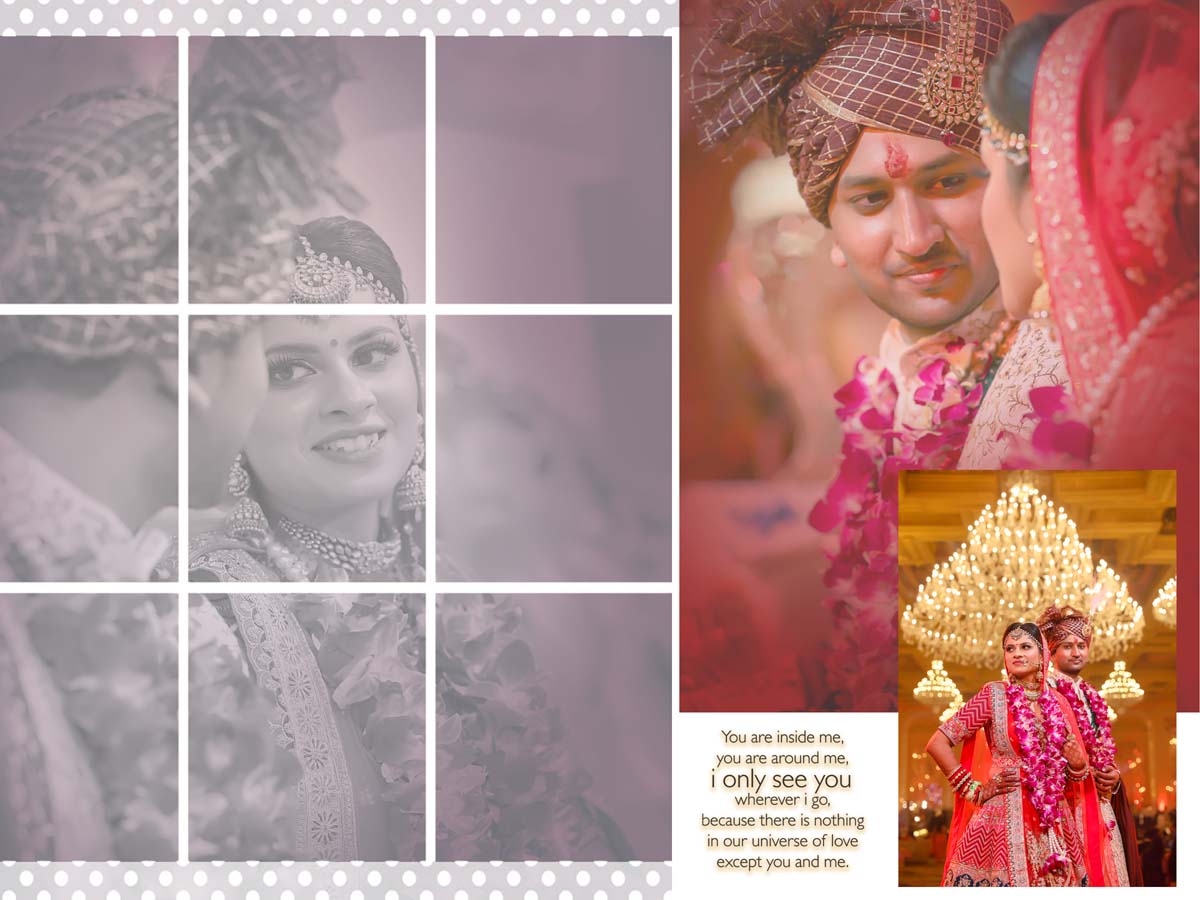 You are inside me,
you are around me,
i only see you
wherever i go,
because there is nothing
in our universe of love
except you and me.